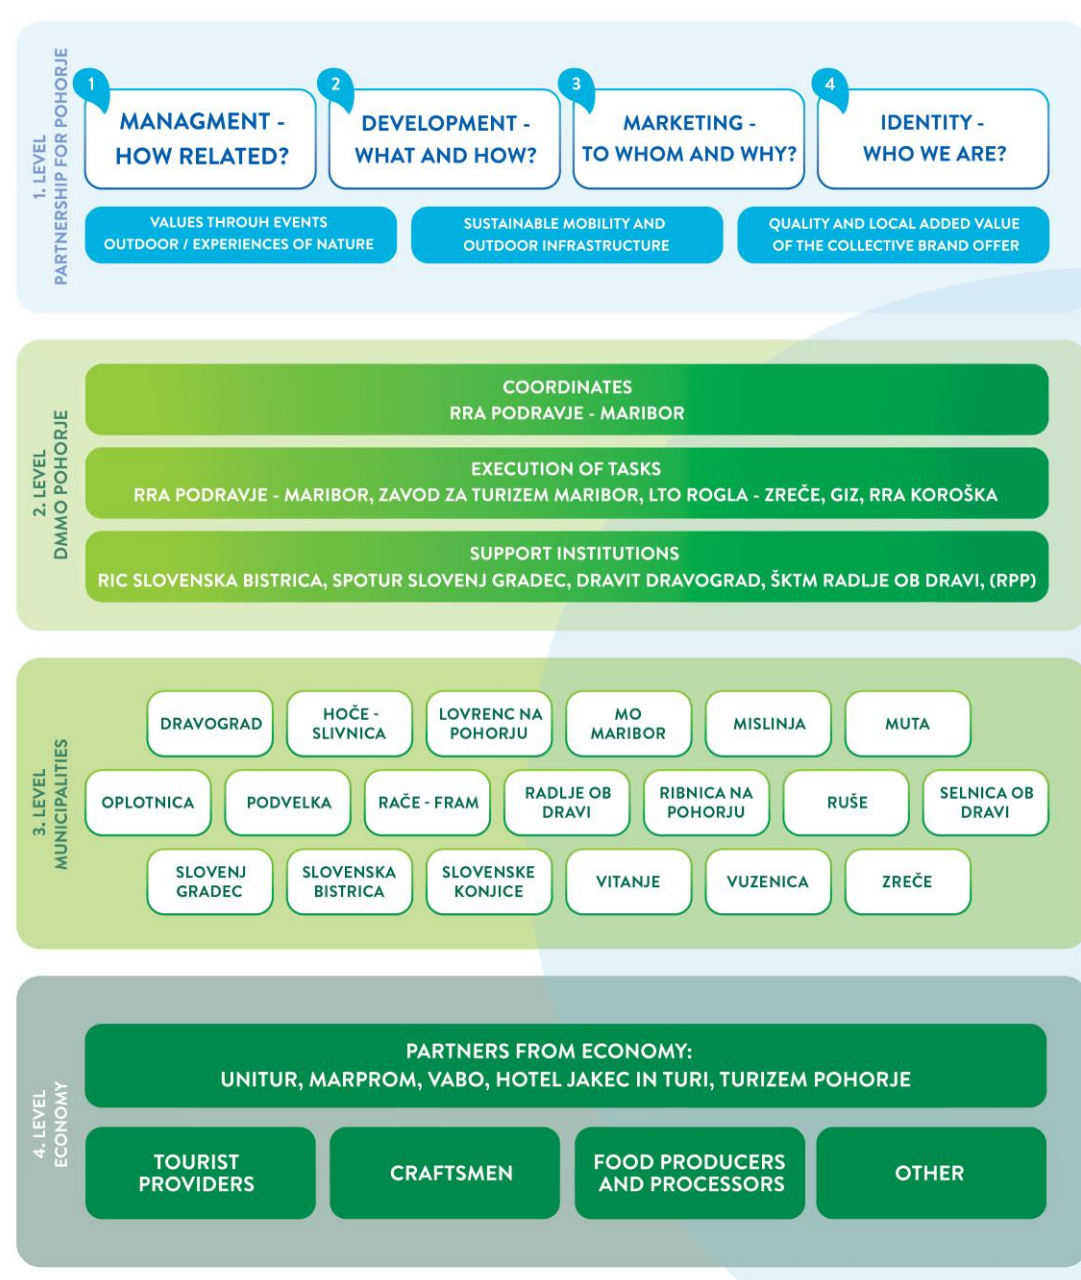 1. LEVEL
PARTNERSHIP FOR POHORJE
1
MANAGMENT -
HOW RELATED?
2
DEVELOPMENT -
WHAT AND HOW?
3
MARKETING -
TO WHOM AND WHY?
4
IDENTITY -
WHO WE ARE?
VALUES THROUH EVENTS
OUTDOOR / EXPERIENCES OF NATURE
SUSTAINABLE MOBILITY AND
OUTDOOR INFRASTRUCTURE
QUALITY AND LOCAL ADDED VALUE
OF THE COLLECTIVE BRAND OFFER
2. LEVEL
DMMO POHORJE
COORDINATES
RRA PODRAVJE - MARIBOR
EXECUTION OF TASKS
RRA PODRAVJE - MARIBOR, ZAVOD ZA TURIZEM MARIBOR, LTO ROGLA - ZREČE, GIZ, RRA KOROŠKA
SUPPORT INSTITUTIONS
RIC SLOVENSKA BISTRICA, SPOTUR SLOVENJ GRADEC, DRAVIT DRAVOGRAD, ŠKTM RADLJE OB DRAVI, (RPP)
3. LEVEL
MUNICIPALITIES
DRAVOGRAD
HOČE -
SLIVNICA
LOVRENC NA
POHORJU
MO
MARIBOR
MISLINJA
MUTA
OPLOTNICA
PODVELKA
RAČE - FRAM
RADLJE OB
DRAVI
RIBNICA NA
POHORJU
RUŠE
SELNICA OB
DRAVI
SLOVENJ
GRADEC
SLOVENSKA
BISTRICA
SLOVENSKE
KONJICE
VITANJE
VUZENICA
ZREČE
4. LEVEL
ECONOMY
PARTNERS FROM ECONOMY:
UNITUR, MARPROM, VABO, HOTEL JAKEC IN TURI, TURIZEM POHORJE
TOURIST
PROVIDERS
CRAFTSMEN
FOOD PRODUCERS
AND PROCESSORS
OTHER